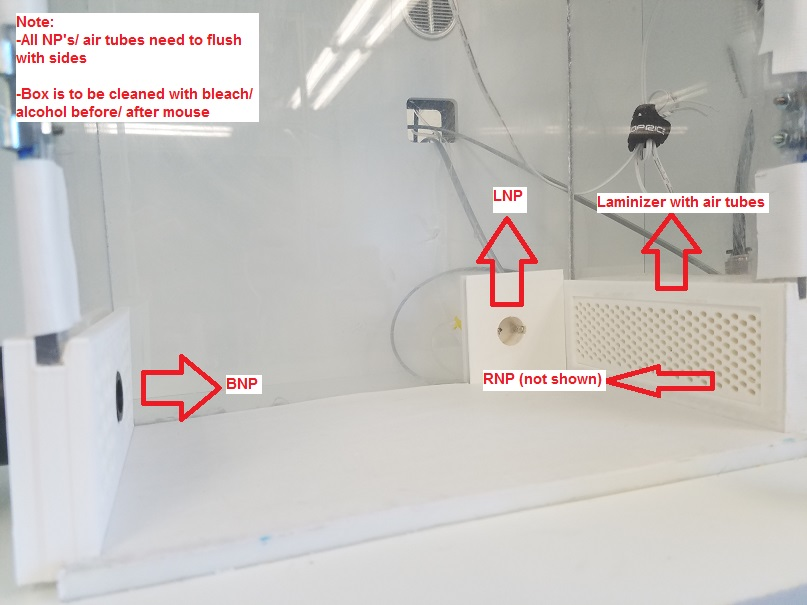 Note:
-All NP's/ air tubes need to flush
with sides
-Box is to be cleaned with bleach/
alcohol before/ after mouse
LNP
Laminizer with air tubes
RNP (not shown)
BNP